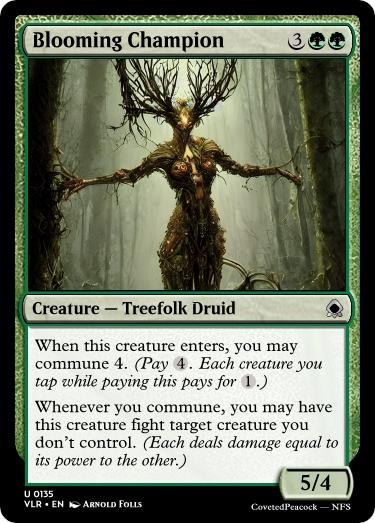 Blooming Champion 3
Creature — Treefolk Druid
When this creature enters, you may
commune 4. (Pay 4. Each creature you
tap while paying this pays for 1.)
Whenever you commune, you may have
this creature fight target creature you
don't control. (Each deals damage equal to
its power to the other.)
5/4
U 0135
VLR • EN Arnold Folls
CovetedPeacock — NFS